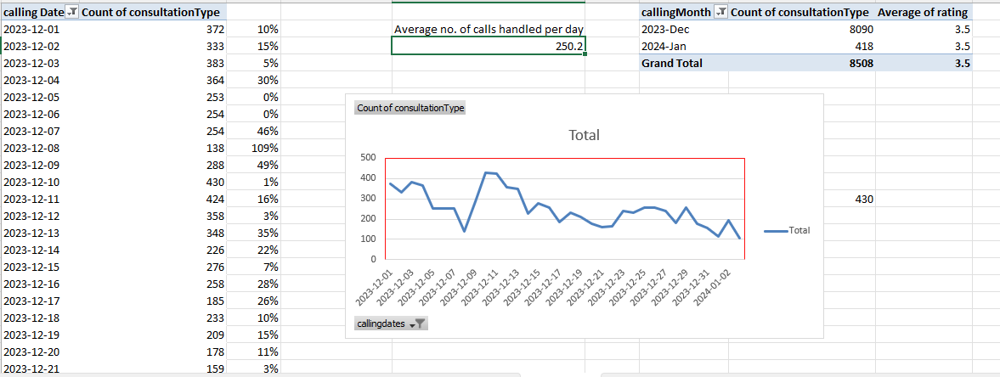 calling Date Count of consultationType
2023-12-01 372 10%
2023-12-02 333 15%
2023-12-03 383 5%
2023-12-04 364 30%
2023-12-05 253 0%
2023-12-06 254 0%
2023-12-07 254 46%
2023-12-08 138 109%
2023-12-09 288 49%
2023-12-10 430 1%
2023-12-11 424 16%
2023-12-12 358 3%
2023-12-13 348 35%
2023-12-14 226 22%
2023-12-15 276 7%
2023-12-16 258 28%
2023-12-17 185 26%
2023-12-18 233 10%
2023-12-19 209 15%
2023-12-20 178 11%
2023-12-21 159 3%
Average no. of calls handled per day
250.2
callingMonth Count of consultationType Average of rating
2023-Dec 8090 3.5
2024-Jan 418 3.5
Grand Total 8508 3.5
430
Count of consultationType
Total
500
400
300
200
100
0
2023-12-01
2023-12-03
2023-12-05
2023-12-07
2023-12-09
2023-12-11
2023-12-13
2023-12-15
2023-12-17
2023-12-19
2023-12-21
2023-12-23
2023-12-25
2023-12-27
2023-12-29
2023-12-31
2024-01-02
Total
callingdates